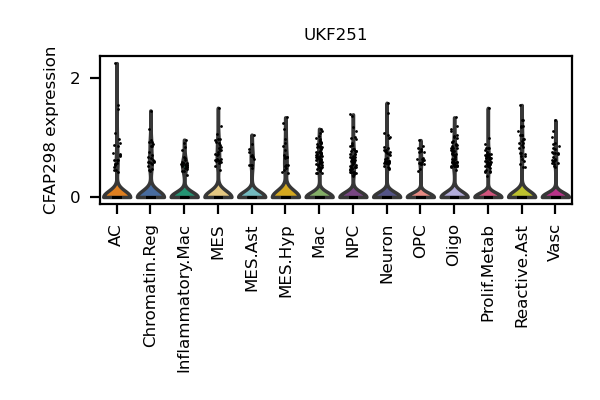 UKF251
CFAP298 expression
2
0
AC
Chromatin.Reg
Inflammatory.Mac
MES
MES.Ast
MES.Hyp
Mac
NPC
Neuron
OPC
Oligo
Prolif.Metab
Reactive.Ast
Vasc